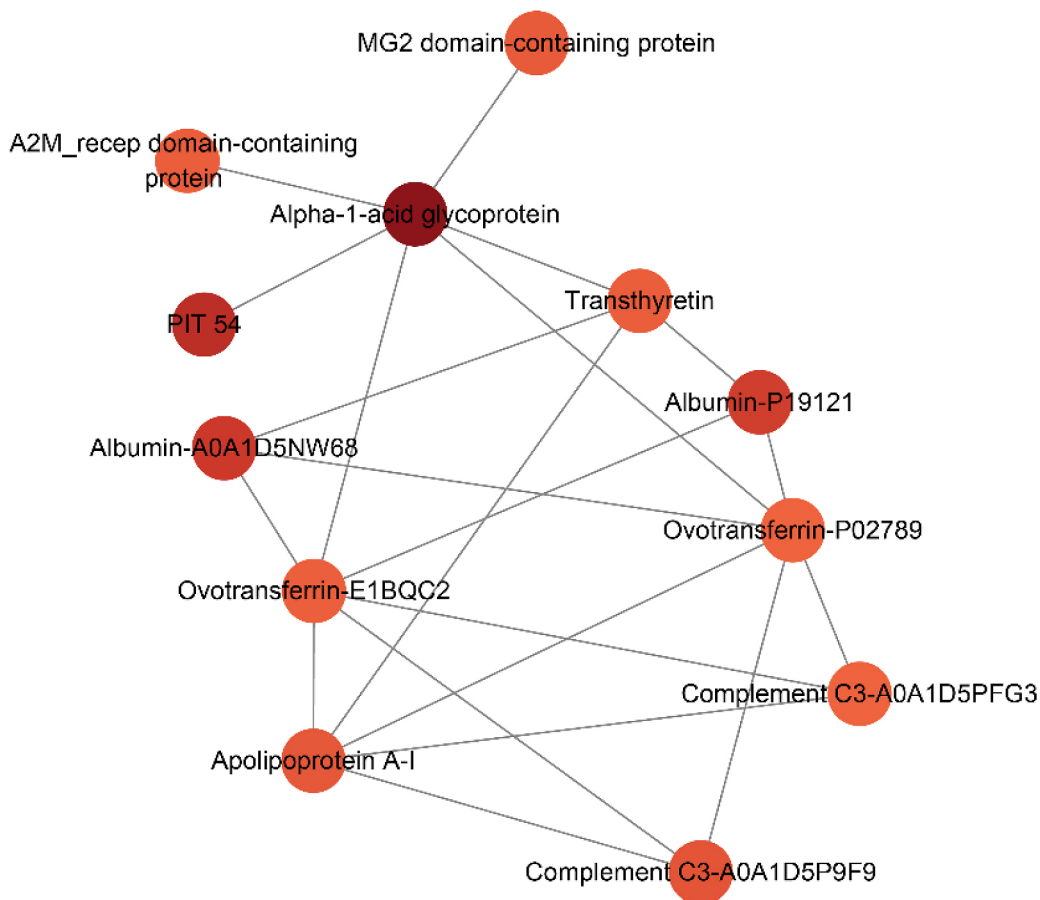 MG2 domain-containing protein
A2M_recep domain-containing
protein
Alpha-1-acid glycoprotein
Transthyretin
PIT 54
Albumin-P19121
Albumin-A0A1D5NW68
Ovotransferrin-P02789
Ovotransferrin-E1BQC2
Complement C3-A0A1D5PFG3
Apolipoprotein A-I
Complement C3-A0A1D5P9F9